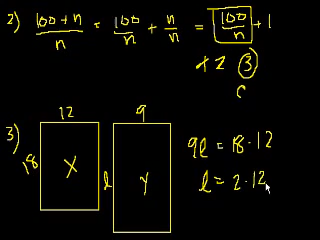 2) 100+n/n = 100/n + n/n = 100/n + 1
x 2 3
c
3) 12 9
18 X l Y
9l = 18·12
l = 2·12